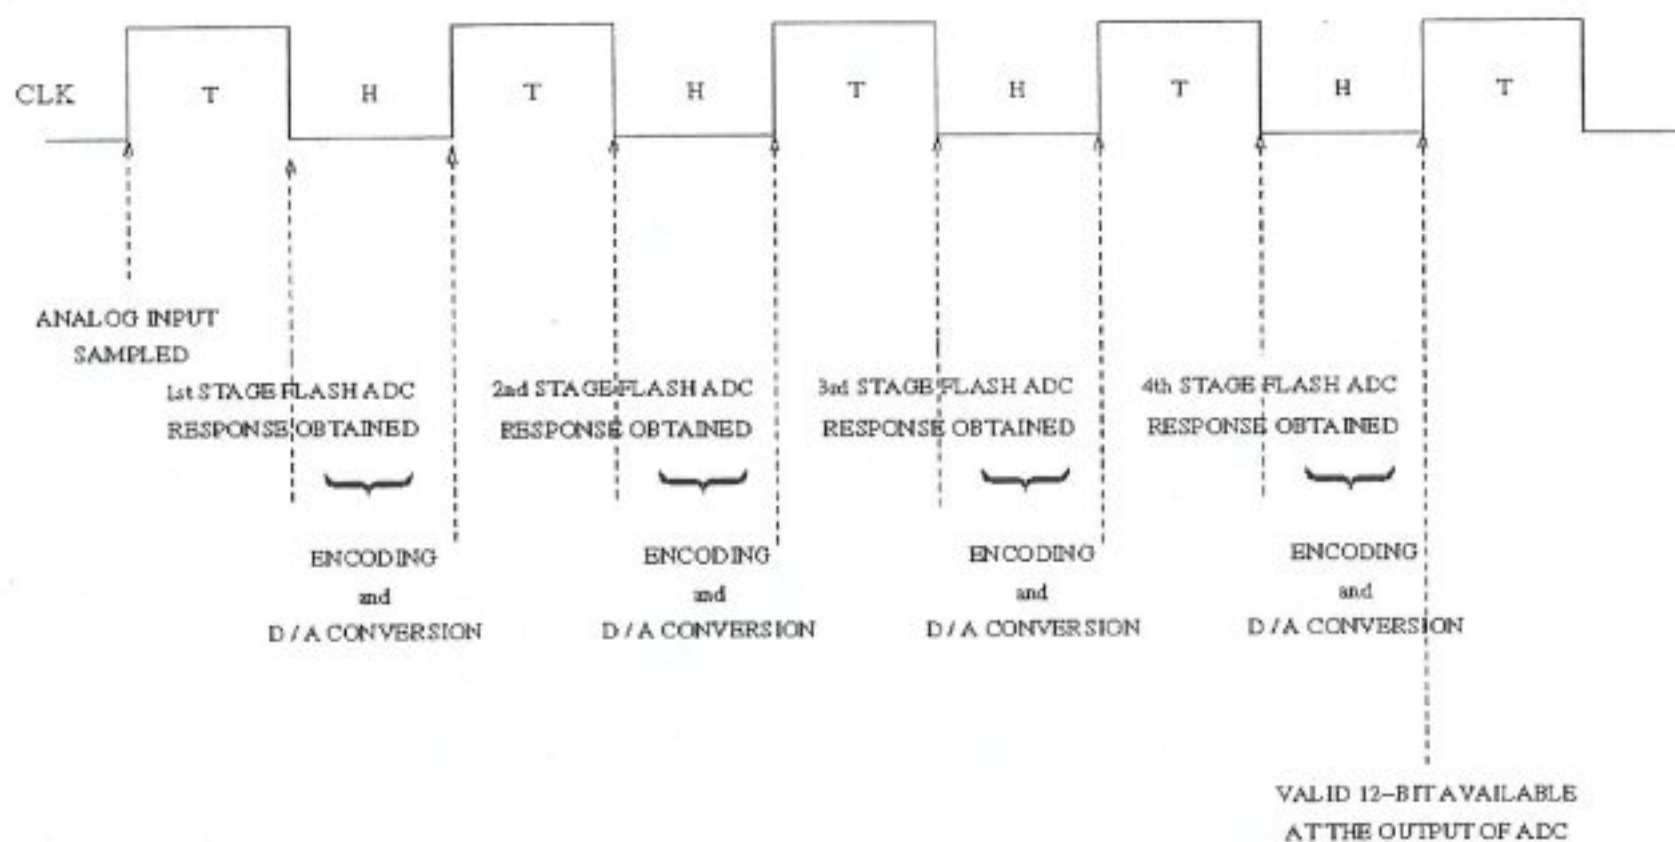 CLK
T
H
T
H
T
H
T
H
T
ANALOG INPUT
SAMPLED
1st STAGE FLASH ADC
RESPONSE OBTAINED
2nd STAGE FLASH ADC
RESPONSE OBTAINED
3rd STAGE FLASH ADC
RESPONSE OBTAINED
4th STAGE FLASH ADC
RESPONSE OBTAINED
ENCODING
and
D / A CONVERSION
ENCODING
and
D / A CONVERSION
ENCODING
and
D / A CONVERSION
ENCODING
and
D / A CONVERSION
VALID 12-BIT AVAILABLE
AT THE OUTPUT OF ADC